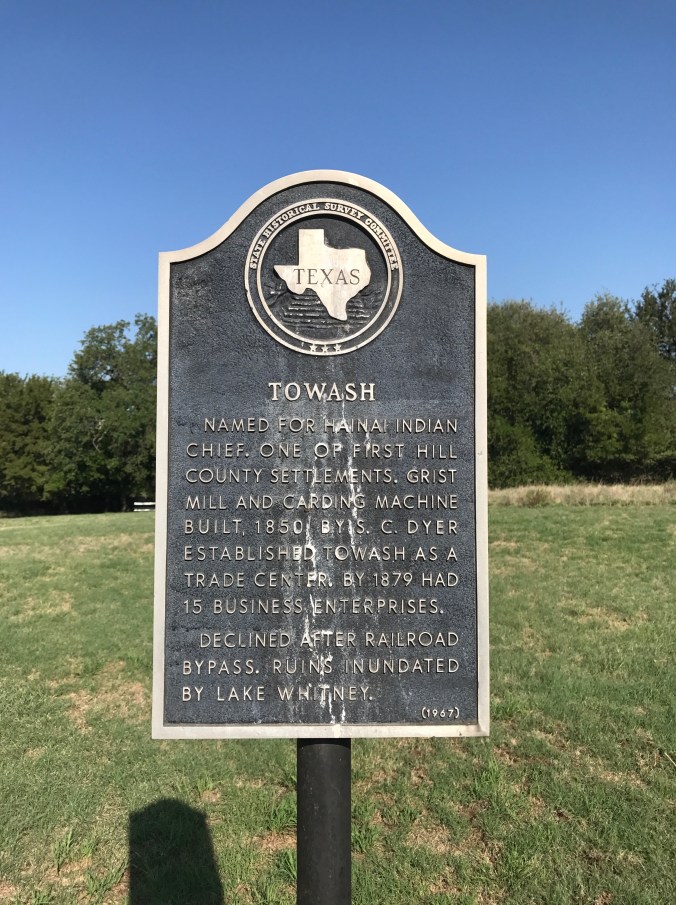 STATE HISTORICAL SURVEY COMMITTEE
TEXAS
TOWASH
NAMED FOR HAINAI INDIAN
CHIEF. ONE OF FIRST HILL
COUNTY SETTLEMENTS. GRIST
MILL AND CARDING MACHINE
BUILT, 1850, BY S. C. DYER
ESTABLISHED TOWASH AS A
TRADE CENTER. BY 1879 HAD
15 BUSINESS ENTERPRISES.
DECLINED AFTER RAILROAD
BYPASS. RUINS INUNDATED
BY LAKE WHITNEY.
(1967)